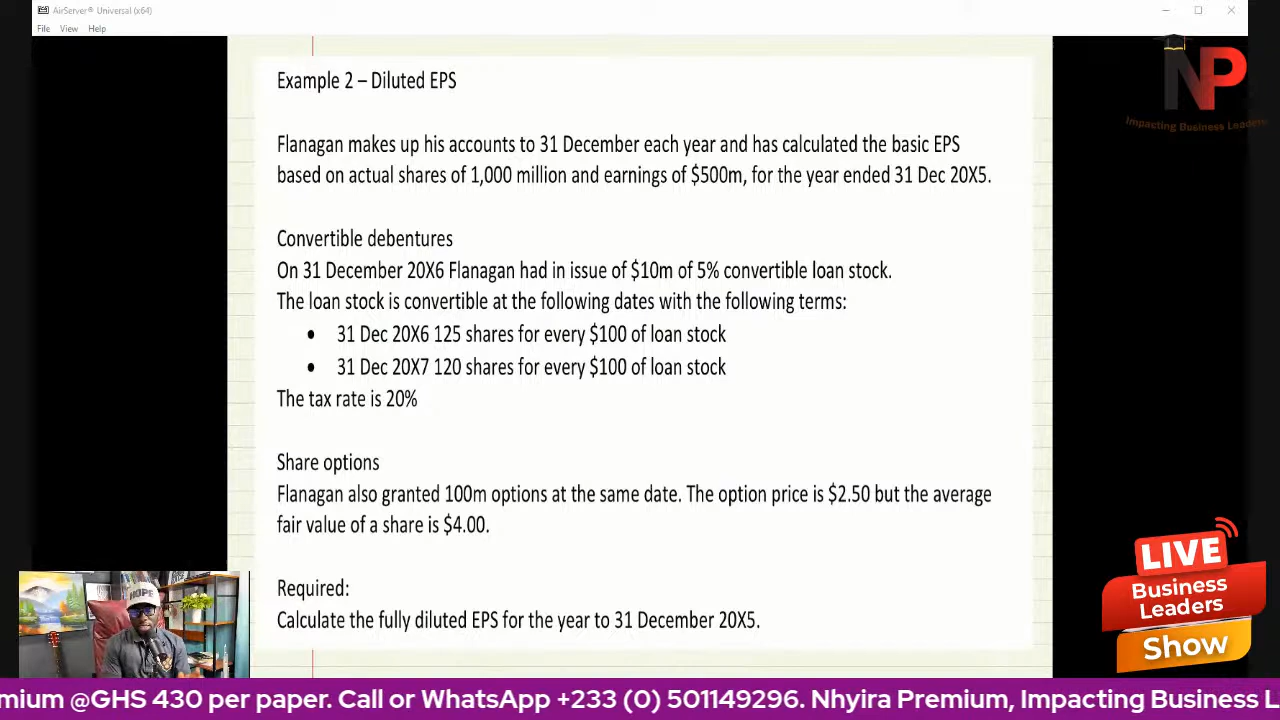 AirServer® Universal (x64)
File View Help
Example 2 – Diluted EPS
Flanagan makes up his accounts to 31 December each year and has calculated the basic EPS
based on actual shares of 1,000 million and earnings of $500m, for the year ended 31 Dec 20X5.
Convertible debentures
On 31 December 20X6 Flanagan had in issue of $10m of 5% convertible loan stock.
The loan stock is convertible at the following dates with the following terms:
• 31 Dec 20X6 125 shares for every $100 of loan stock
• 31 Dec 20X7 120 shares for every $100 of loan stock
The tax rate is 20%
Share options
Flanagan also granted 100m options at the same date. The option price is $2.50 but the average
fair value of a share is $4.00.
Required:
Calculate the fully diluted EPS for the year to 31 December 20X5.
NP
Impacting Business Leaders
HOPE
LIVE
Business
Leaders
Show
mium @GHS 430 per paper. Call or WhatsApp +233 (0) 501149296. Nhyira Premium, Impacting Business L